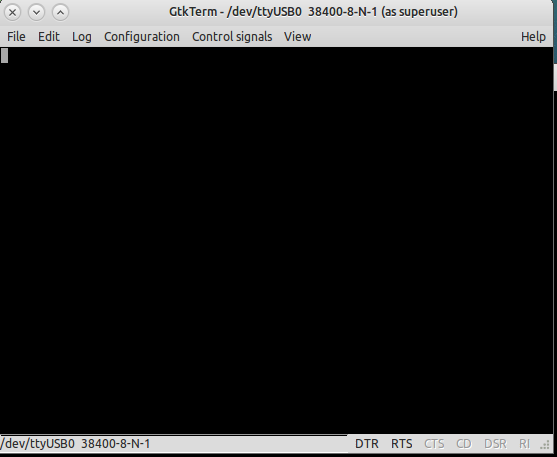 GtkTerm - /dev/ttyUSB0 38400-8-N-1 (as superuser)
File Edit Log Configuration Control signals View Help
/dev/ttyUSB0 38400-8-N-1 DTR RTS CTS CD DSR RI